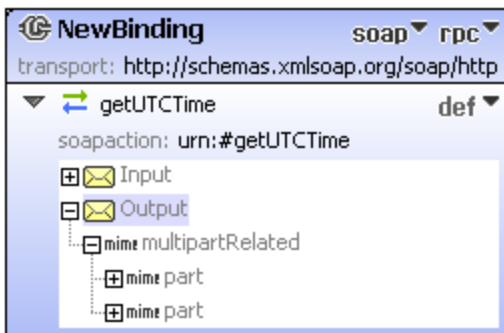 NewBinding soap rpc
transport: http://schemas.xmlsoap.org/soap/http
getUTCTime def
soapaction: urn:#getUTCTime
Input
Output
mime multipartRelated
mime part
mime part